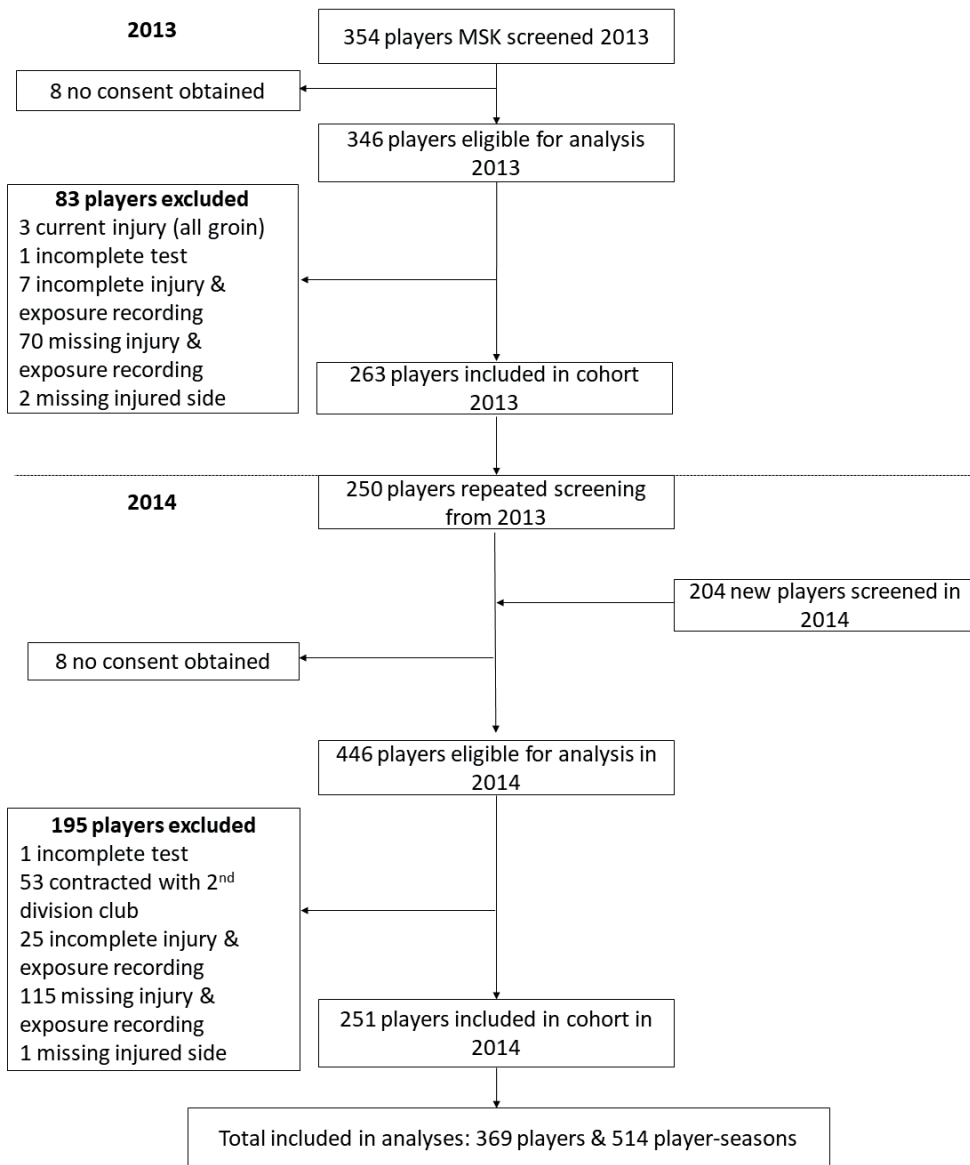 2013
354 players MSK screened 2013
8 no consent obtained
346 players eligible for analysis
2013
83 players excluded
3 current injury (all groin)
1 incomplete test
7 incomplete injury &
exposure recording
70 missing injury &
exposure recording
2 missing injured side
263 players included in cohort
2013
2014
250 players repeated screening
from 2013
204 new players screened in
2014
8 no consent obtained
446 players eligible for analysis in
2014
195 players excluded
1 incomplete test
53 contracted with 2nd
division club
25 incomplete injury &
exposure recording
115 missing injury &
exposure recording
1 missing injured side
251 players included in cohort in
2014
Total included in analyses: 369 players & 514 player-seasons